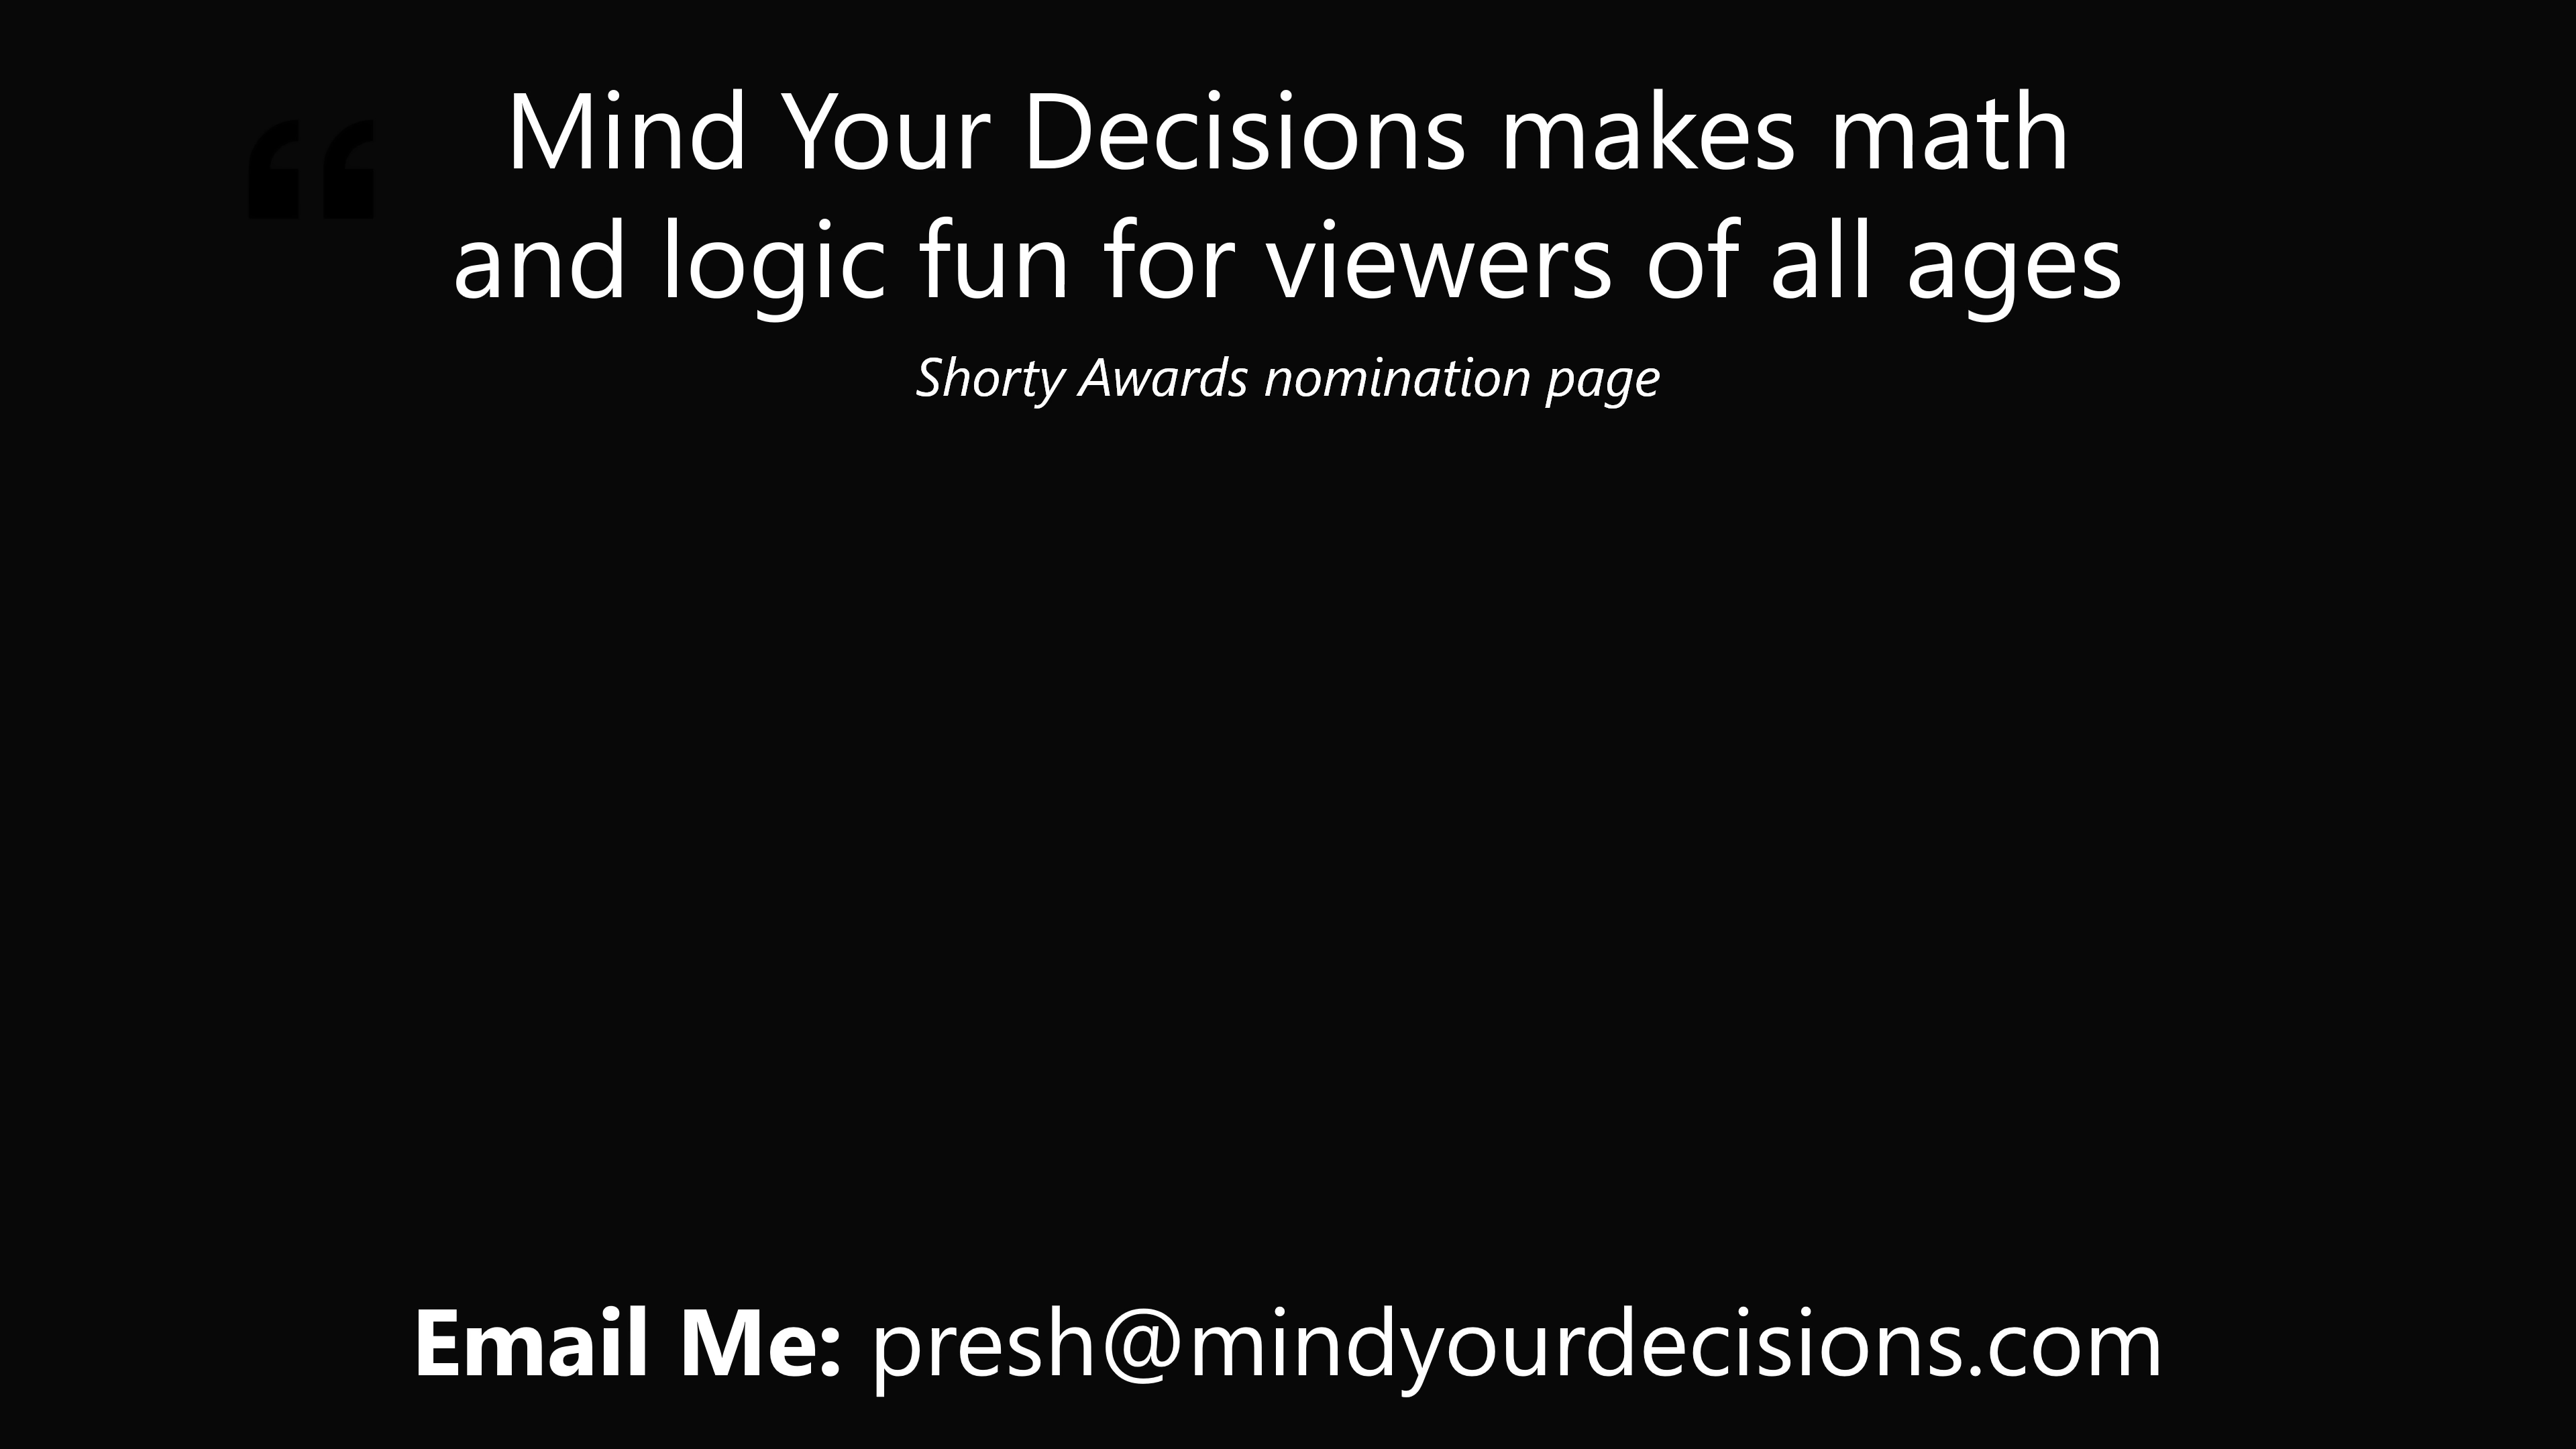 “ Mind Your Decisions makes math
and logic fun for viewers of all ages
Shorty Awards nomination page
Email Me: presh@mindyourdecisions.com